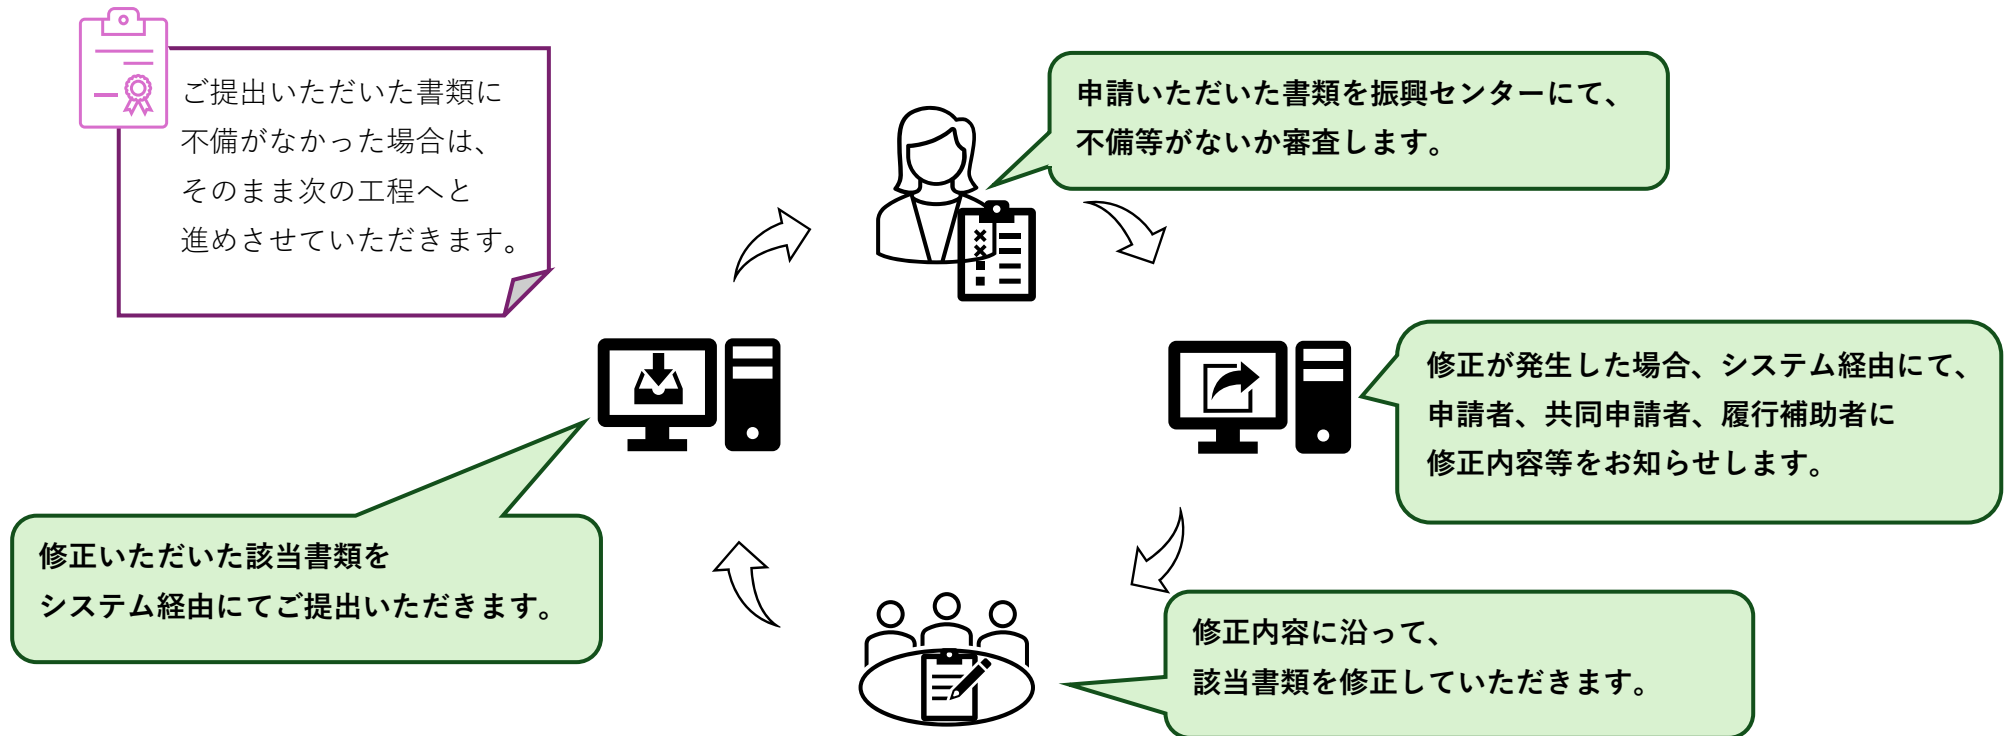 ご提出いただいた書類に
不備がなかった場合は、
そのまま次の工程へと
進めさせていただきます。
申請いただいた書類を振興センターにて、
不備等がないか審査します。
修正が発生した場合、システム経由にて、
申請者、共同申請者、履行補助者に
修正内容等をお知らせします。
修正内容に沿って、
該当書類を修正していただきます。
修正いただいた該当書類を
システム経由にてご提出いただきます。